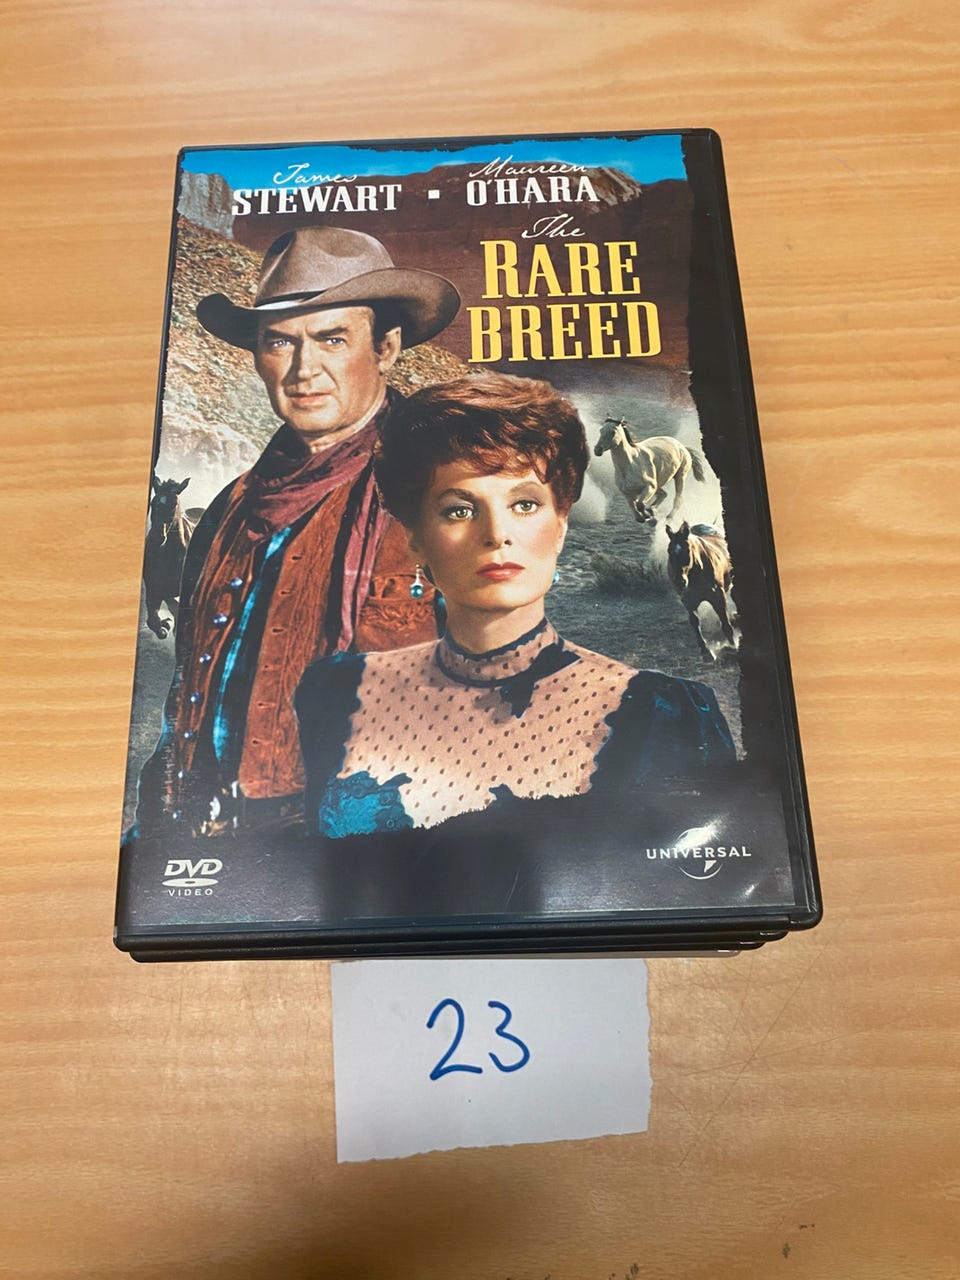 James Maureen
STEWART · O'HARA
The
RARE
BREED
DVD
VIDEO
UNIVERSAL
23